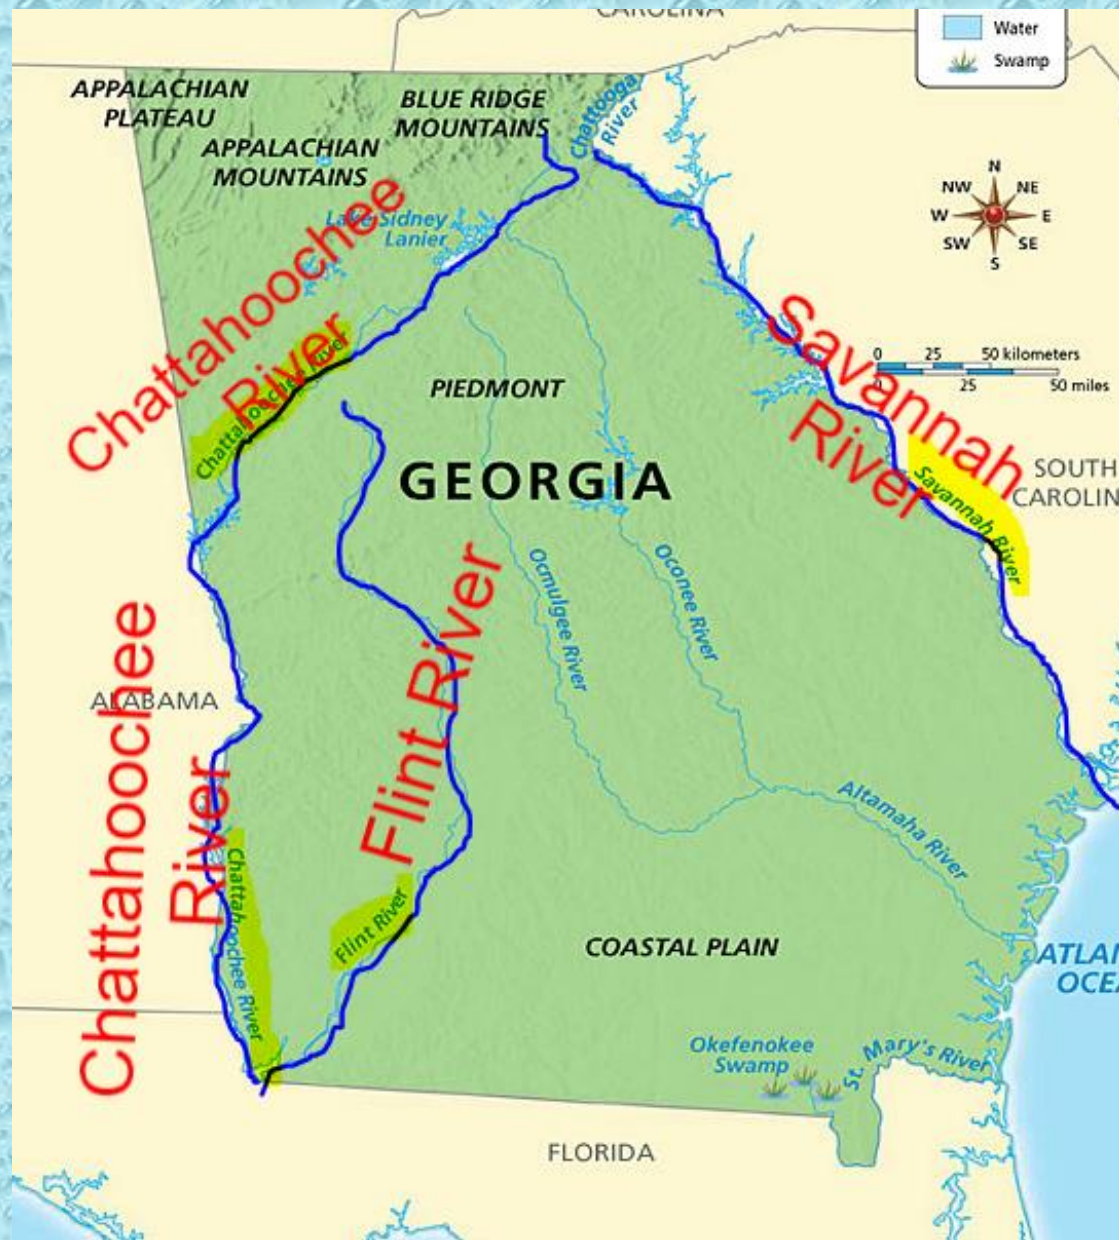 CAROLINA
Water
Swamp
APPALACHIAN
PLATEAU
BLUE RIDGE
MOUNTAINS
Chattooga
River
APPALACHIAN
MOUNTAINS
N
NW
NE
W
E
SW
SE
S
Lake Sidney
Lanier
Chattahoochee
River
Chattahoochee River
Savannah
River
0 25 50 kilometers
0 25 50 miles
PIEDMONT
GEORGIA
SOUTH
CAROLIN
Savannah River
Ocmulgee River
Oconee River
Flint River
ALABAMA
Chattahoochee
River
Altamaha River
Chattahoochee River
Flint River
COASTAL PLAIN
ATLAN
OCEA
Okefenokee
Swamp
St. Mary's River
FLORIDA